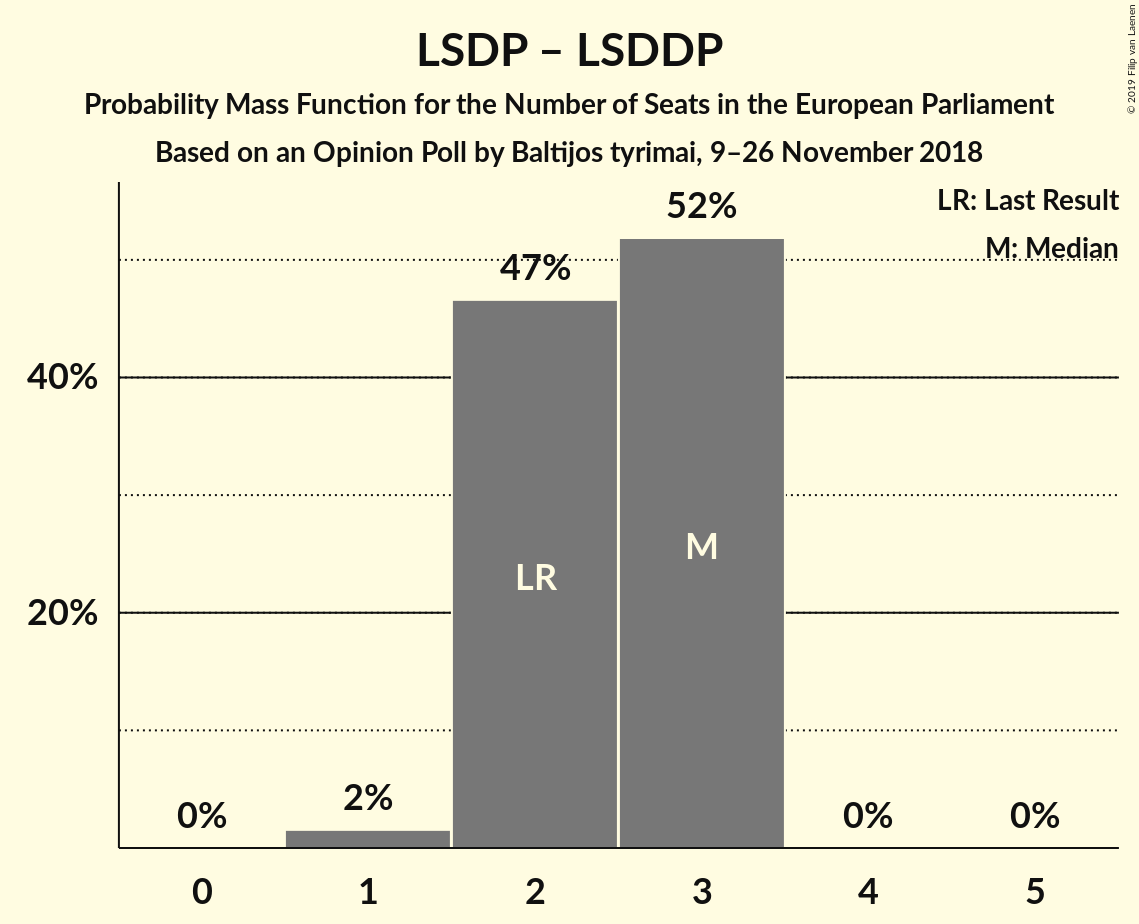 LSDP – LSDDP
Probability Mass Function for the Number of Seats in the European Parliament
Based on an Opinion Poll by Baltijos tyrimai, 9–26 November 2018
© 2019 Filip van Laenen
LR: Last Result
M: Median
52%
47%
40%
20%
M
LR
0%
2%
0%
0%
0
1
2
3
4
5